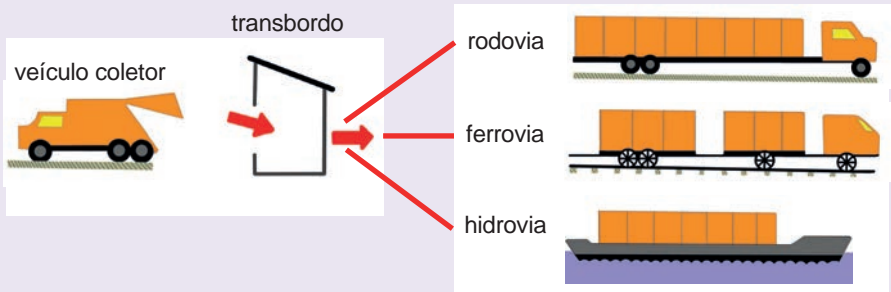 transbordo
veículo coletor
rodovia
ferrovia
hidrovia